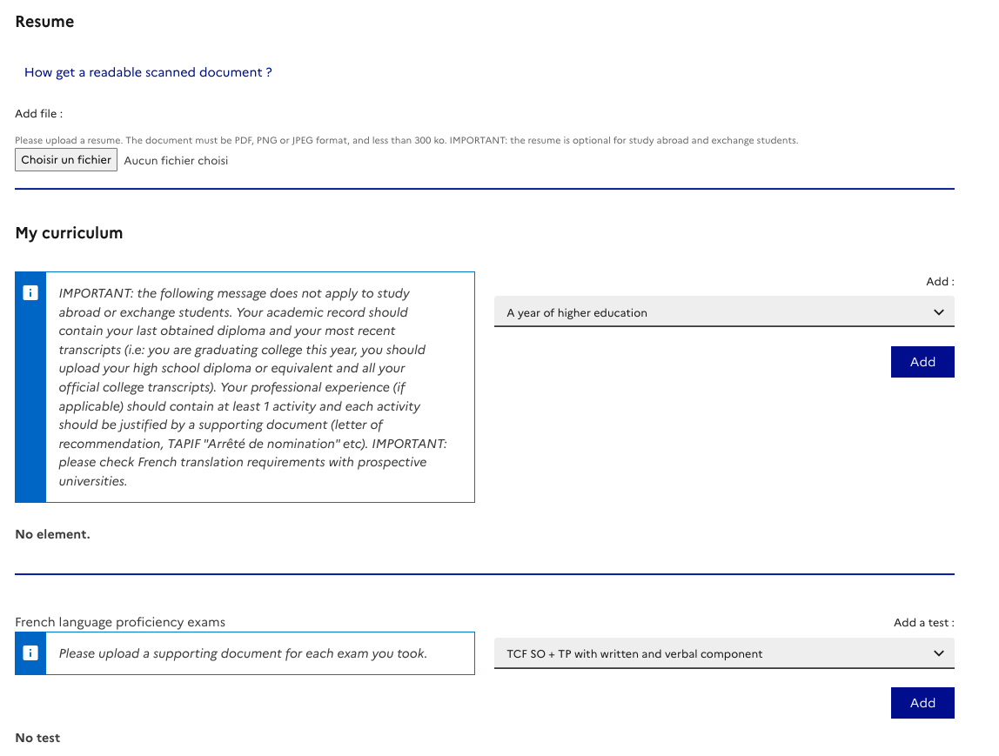 Resume
How get a readable scanned document ?
Add file :
Please upload a resume. The document must be PDF, PNG or JPEG format, and less than 300 ko. IMPORTANT: the resume is optional for study abroad and exchange students.
Choisir un fichier Aucun fichier choisi
My curriculum
IMPORTANT: the following message does not apply to study
abroad or exchange students. Your academic record should
contain your last obtained diploma and your most recent
transcripts (i.e: you are graduating college this year, you should
upload your high school diploma or equivalent and all your
official college transcripts). Your professional experience (if
applicable) should contain at least 1 activity and each activity
should be justified by a supporting document (letter of
recommendation, TAPIF "Arrêté de nomination" etc). IMPORTANT:
please check French translation requirements with prospective
universities.
Add :
A year of higher education
Add
No element.
French language proficiency exams
Please upload a supporting document for each exam you took.
Add a test :
TCF SO + TP with written and verbal component
Add
No test